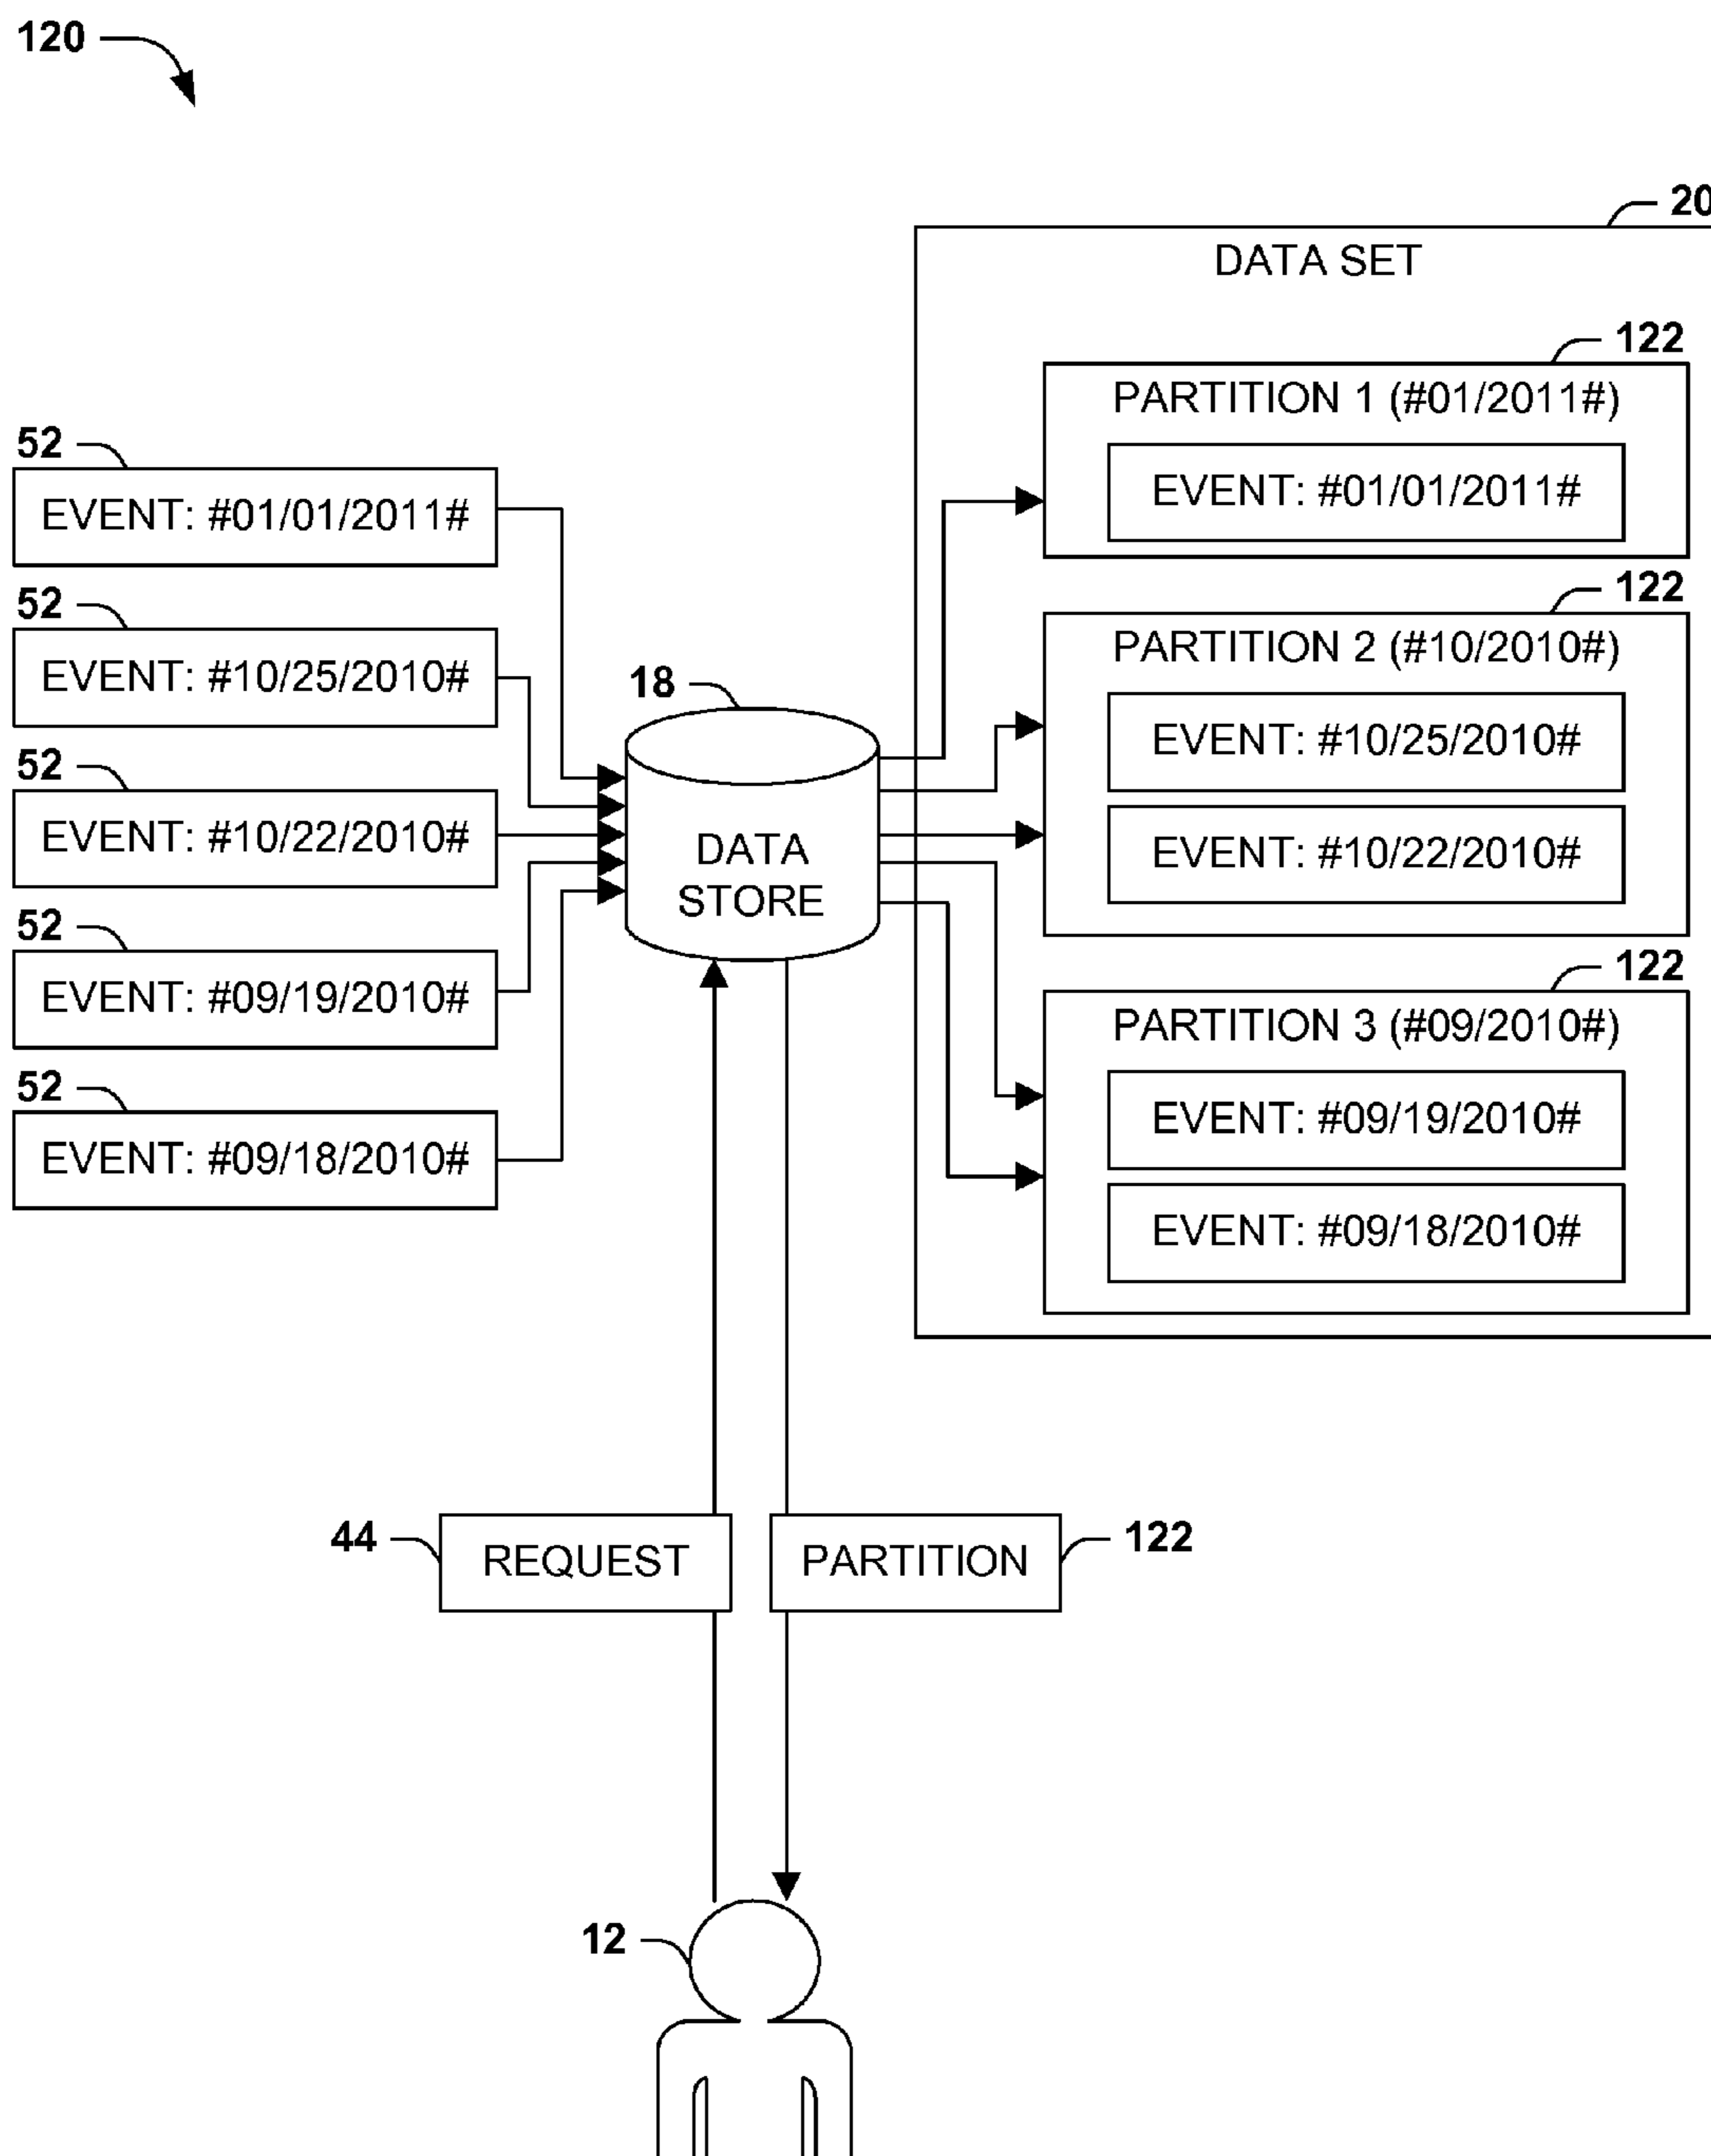 120
20
DATA SET
122
PARTITION 1 (#01/2011#)
EVENT: #01/01/2011#
52
EVENT: #01/01/2011#
122
PARTITION 2 (#10/2010#)
EVENT: #10/25/2010#
EVENT: #10/22/2010#
52
EVENT: #10/25/2010#
52
EVENT: #10/22/2010#
52
EVENT: #09/19/2010#
52
EVENT: #09/18/2010#
18
DATA
STORE
122
PARTITION 3 (#09/2010#)
EVENT: #09/19/2010#
EVENT: #09/18/2010#
44
REQUEST
PARTITION
122
12